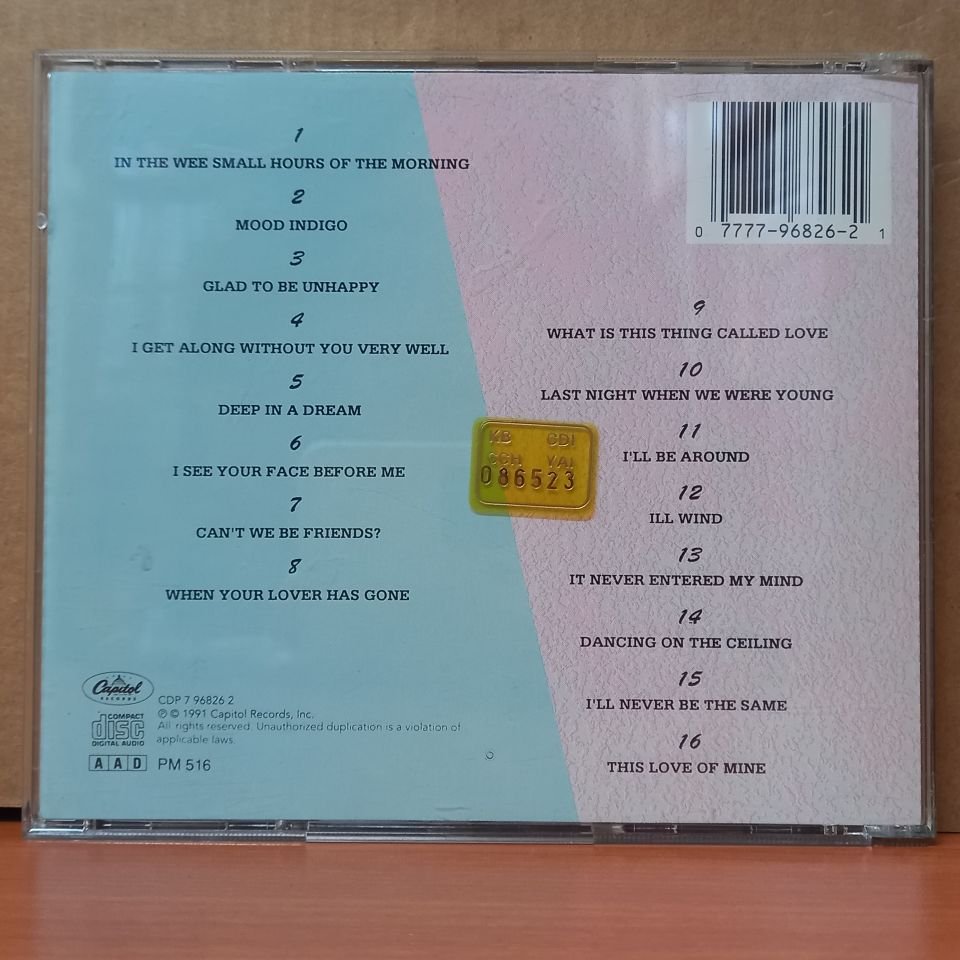 1
IN THE WEE SMALL HOURS OF THE MORNING
2
MOOD INDIGO
3
GLAD TO BE UNHAPPY
4
I GET ALONG WITHOUT YOU VERY WELL
5
DEEP IN A DREAM
6
I SEE YOUR FACE BEFORE ME
7
CAN'T WE BE FRIENDS?
8
WHEN YOUR LOVER HAS GONE
Capitol
RECORDS
CDP 7 96826 2
℗ © 1991 Capitol Records, Inc.
All rights reserved. Unauthorized duplication is a violation of
applicable laws.
COMPACT
disc
DIGITAL AUDIO
AAD PM 516
0 7777-96826-2 1
9
WHAT IS THIS THING CALLED LOVE
10
LAST NIGHT WHEN WE WERE YOUNG
11
I'LL BE AROUND
12
ILL WIND
13
IT NEVER ENTERED MY MIND
14
DANCING ON THE CEILING
15
I'LL NEVER BE THE SAME
16
THIS LOVE OF MINE
KB CDI
086523